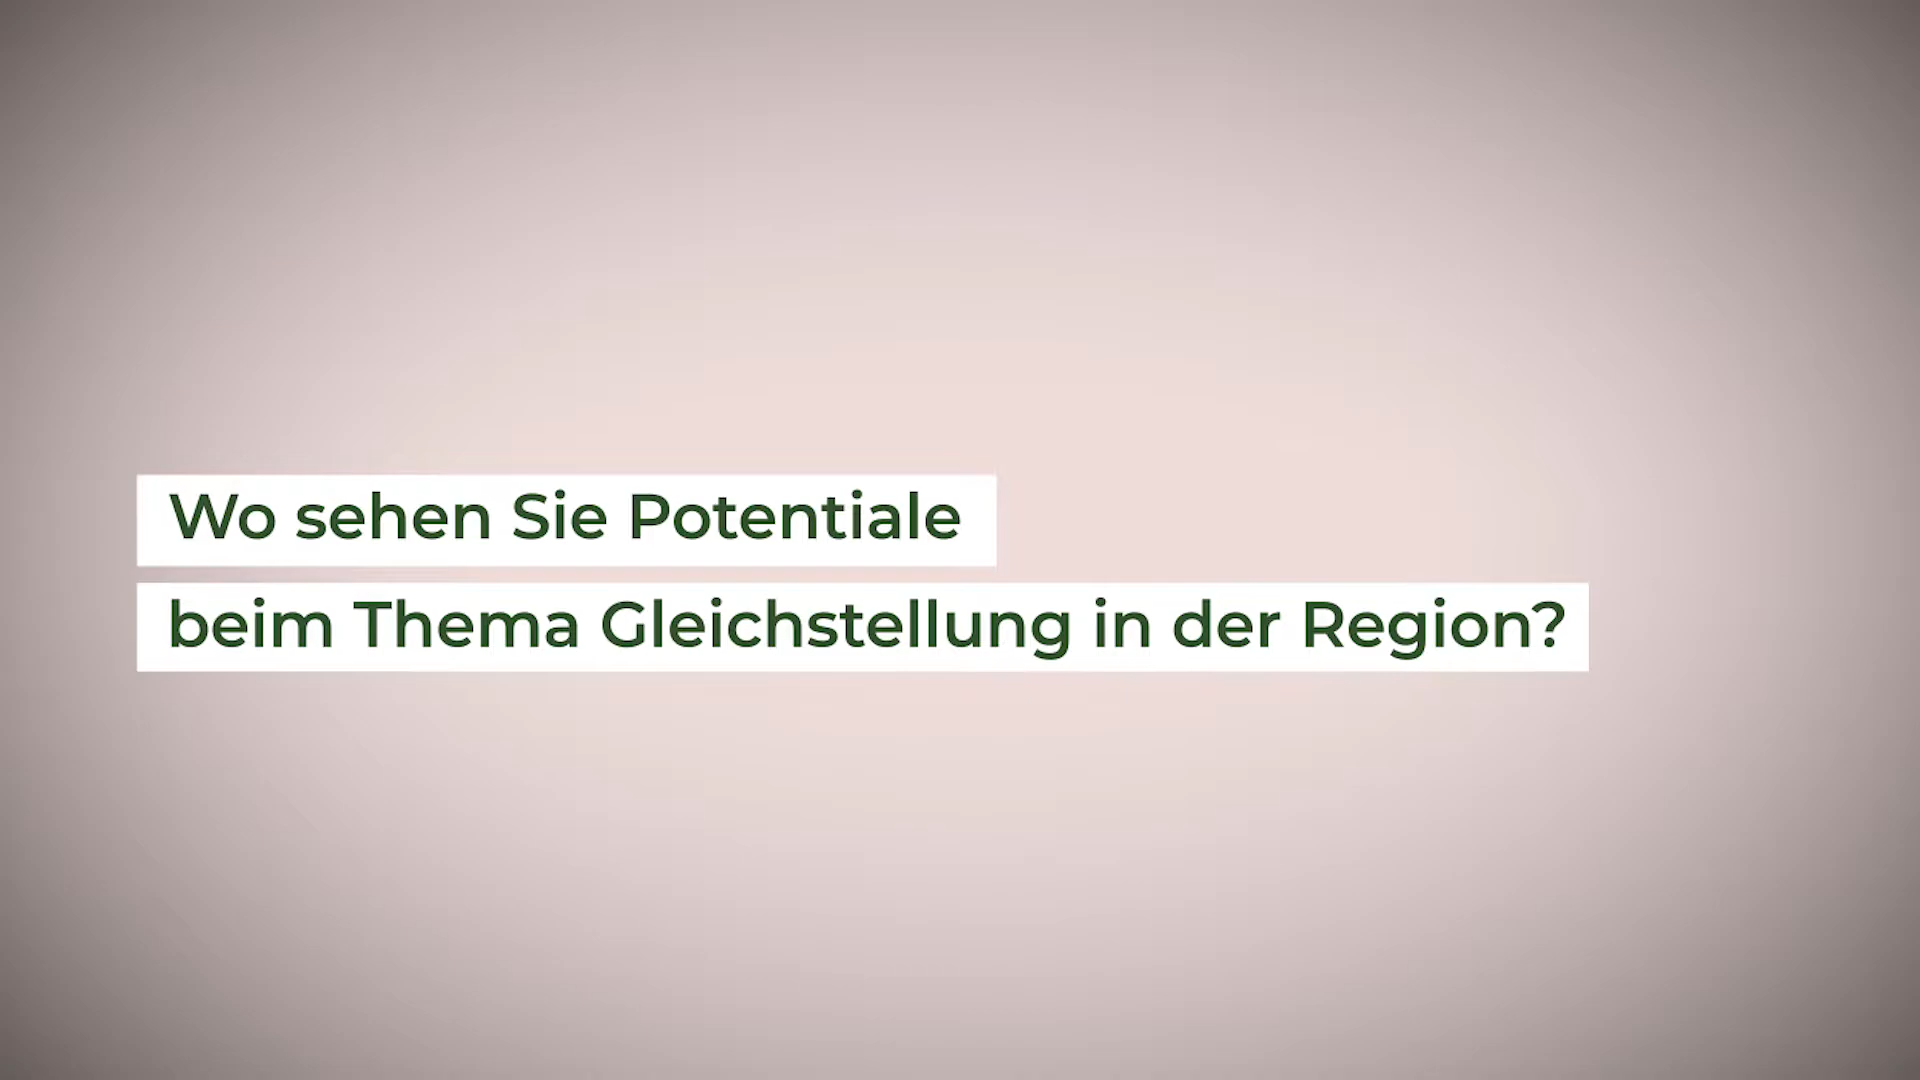 Wo sehen Sie Potentiale
beim Thema Gleichstellung in der Region?